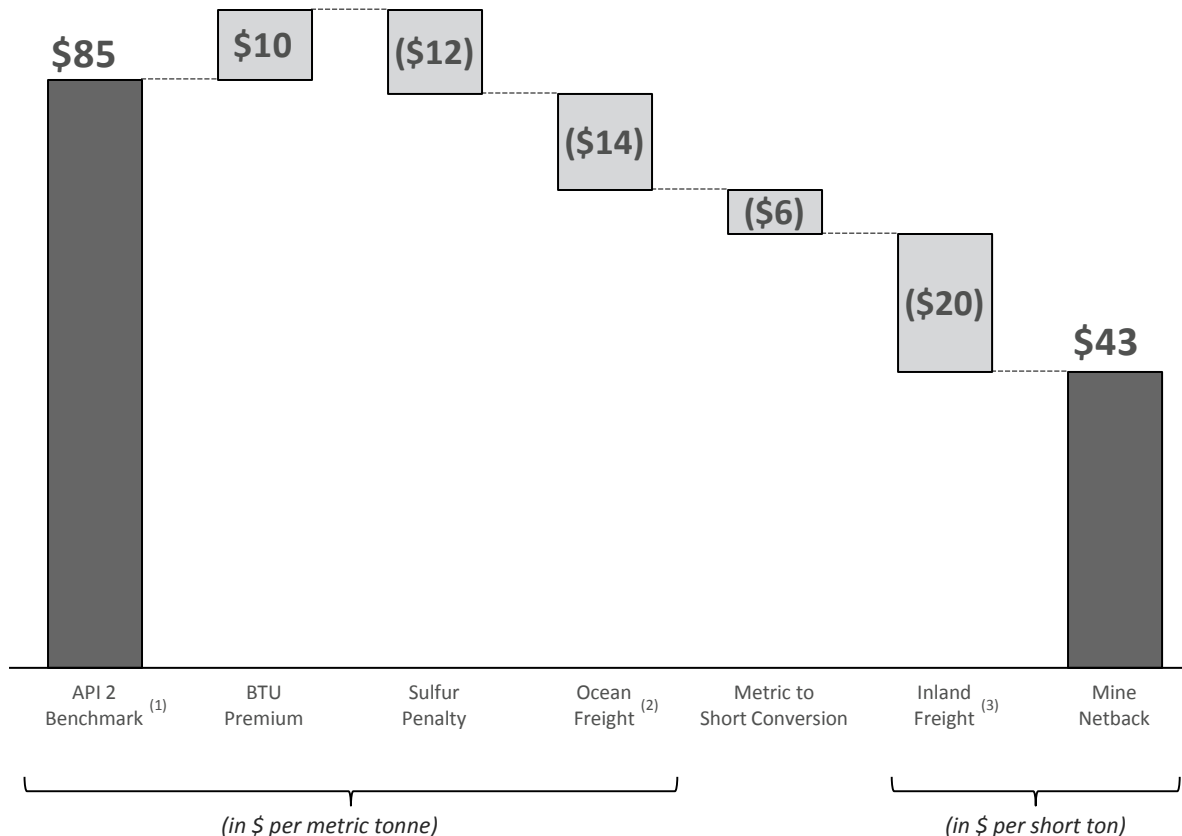 $85
$10
($12)
($14)
($6)
($20)
$43
API 2
Benchmark (1)
BTU
Premium
Sulfur
Penalty
Ocean
Freight (2)
Metric to
Short Conversion
Inland
Freight (3)
Mine
Netback
(in $ per metric tonne)
(in $ per short ton)